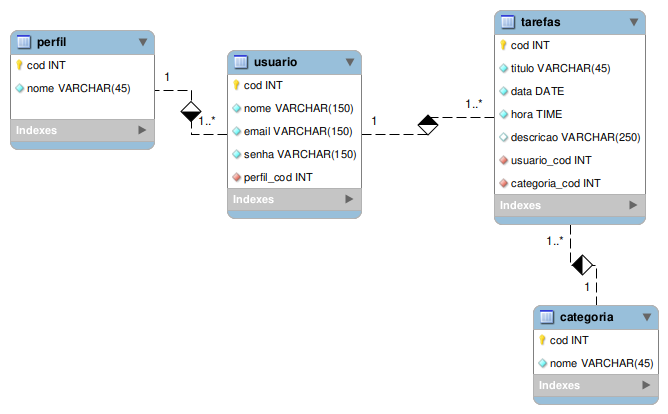 perfil
cod INT
nome VARCHAR(45)
Indexes
1
1..*
usuario
cod INT
nome VARCHAR(150)
email VARCHAR(150)
senha VARCHAR(150)
perfil_cod INT
Indexes
1
1..*
tarefas
cod INT
titulo VARCHAR(45)
data DATE
hora TIME
descricao VARCHAR(250)
usuario_cod INT
categoria_cod INT
Indexes
1..*
1
categoria
cod INT
nome VARCHAR(45)
Indexes